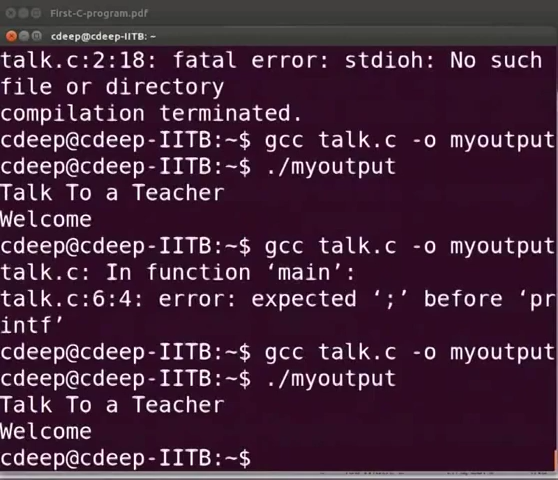 First-C-program.pdf
cdeep@cdeep-IITB: ~
talk.c:2:18: fatal error: stdioh: No such
file or directory
compilation terminated.
cdeep@cdeep-IITB:~$ gcc talk.c -o myoutput
cdeep@cdeep-IITB:~$ ./myoutput
Talk To a Teacher
Welcome
cdeep@cdeep-IITB:~$ gcc talk.c -o myoutput
talk.c: In function ‘main’:
talk.c:6:4: error: expected ‘;’ before ‘pr
intf’
cdeep@cdeep-IITB:~$ gcc talk.c -o myoutput
cdeep@cdeep-IITB:~$ ./myoutput
Talk To a Teacher
Welcome
cdeep@cdeep-IITB:~$